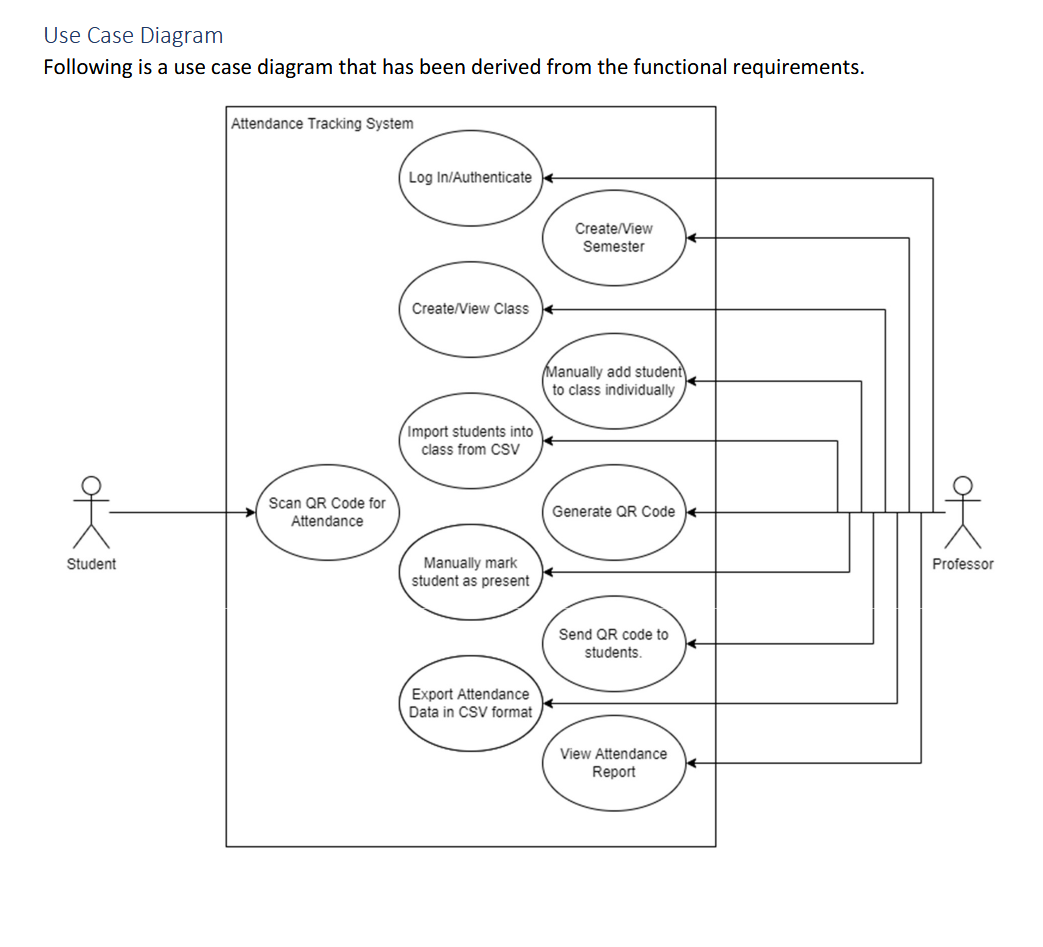 Use Case Diagram
Following is a use case diagram that has been derived from the functional requirements.
Attendance Tracking System
Log In/Authenticate
Create/View
Semester
Create/View Class
Manually add student
to class individually
Import students into
class from CSV
Scan QR Code for
Attendance
Generate QR Code
Student
Professor
Manually mark
student as present
Send QR code to
students.
Export Attendance
Data in CSV format
View Attendance
Report